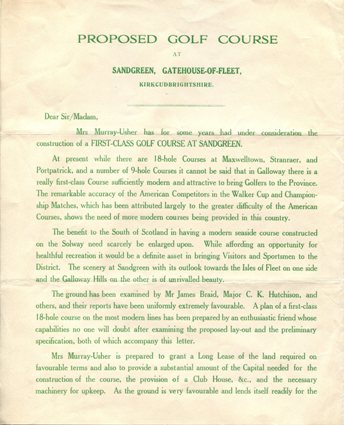 PROPOSED GOLF COURSE
AT
SANDGREEN, GATEHOUSE-OF-FLEET,
KIRKCUDBRIGHTSHIRE.
Dear Sir/Madam,
Mrs Murray-Usher has for some years had under consideration the
construction of a FIRST-CLASS GOLF COURSE AT SANDGREEN.
At present while there are 18-hole Courses at Maxwelltown, Stranraer, and
Portpatrick, and a number of 9-hole Courses it cannot be said that in Galloway there is a
really first-class Course sufficiently modern and attractive to bring Golfers to the Province.
The remarkable accuracy of the American Competitors in the Walker Cup and Champion-
ship Matches, which has been attributed largely to the greater difficulty of the American
Courses, shows the need of more modern courses being provided in this country.
The benefit to the South of Scotland in having a modern seaside course constructed
on the Solway need scarcely be enlarged upon. While affording an opportunity for
healthful recreation it would be a definite asset in bringing Visitors and Sportsmen to the
District. The scenery at Sandgreen with its outlook towards the Isles of Fleet on one side
and the Galloway Hills on the other is of unrivalled beauty.
The ground has been examined by Mr James Braid, Major C. K. Hutchison, and
others, and their reports have been uniformly extremely favourable. A plan of a first-class
18-hole course on the most modern lines has been prepared by an enthusiastic friend whose
capabilities no one will doubt after examining the proposed lay-out and the preliminary
specification, both of which accompany this letter.
Mrs Murray-Usher is prepared to grant a Long Lease of the land required on
favourable terms and also to provide a substantial amount of the Capital needed for the
construction of the course, the provision of a Club House, &c., and the necessary
machinery for upkeep. As the ground is very favourable and lends itself readily for the